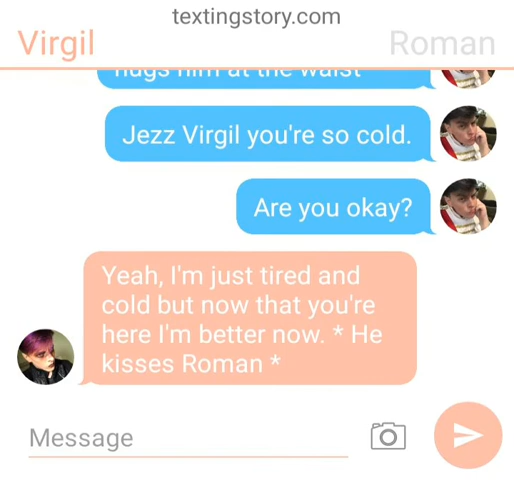 textingstory.com
Virgil
Roman
hugs him at the waist
Jezz Virgil you're so cold.
Are you okay?
Yeah, I'm just tired and
cold but now that you're
here I'm better now. * He
kisses Roman *
Message